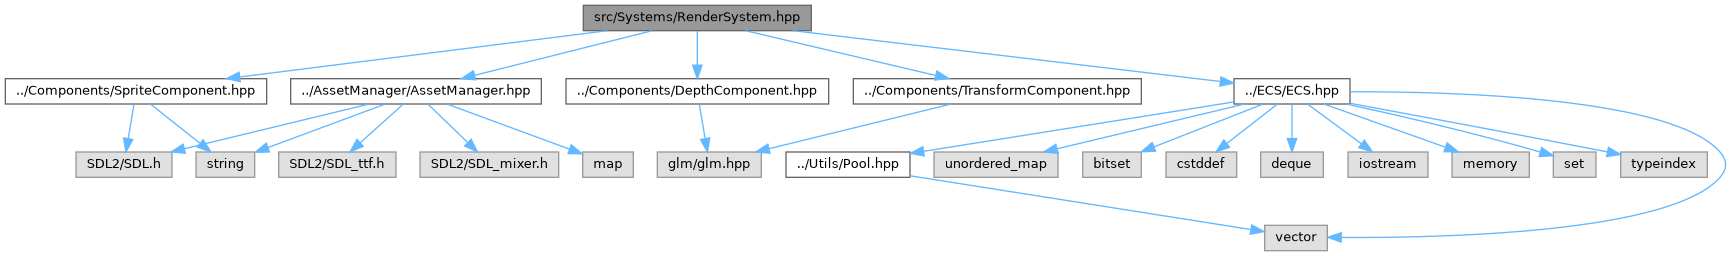 src/Systems/RenderSystem.hpp
../Components/SpriteComponent.hpp
../AssetManager/AssetManager.hpp
../Components/DepthComponent.hpp
../Components/TransformComponent.hpp
../ECS/ECS.hpp
SDL2/SDL.h
string
SDL2/SDL_ttf.h
SDL2/SDL_mixer.h
map
glm/glm.hpp
../Utils/Pool.hpp
unordered_map
bitset
cstddef
deque
iostream
memory
set
typeindex
vector